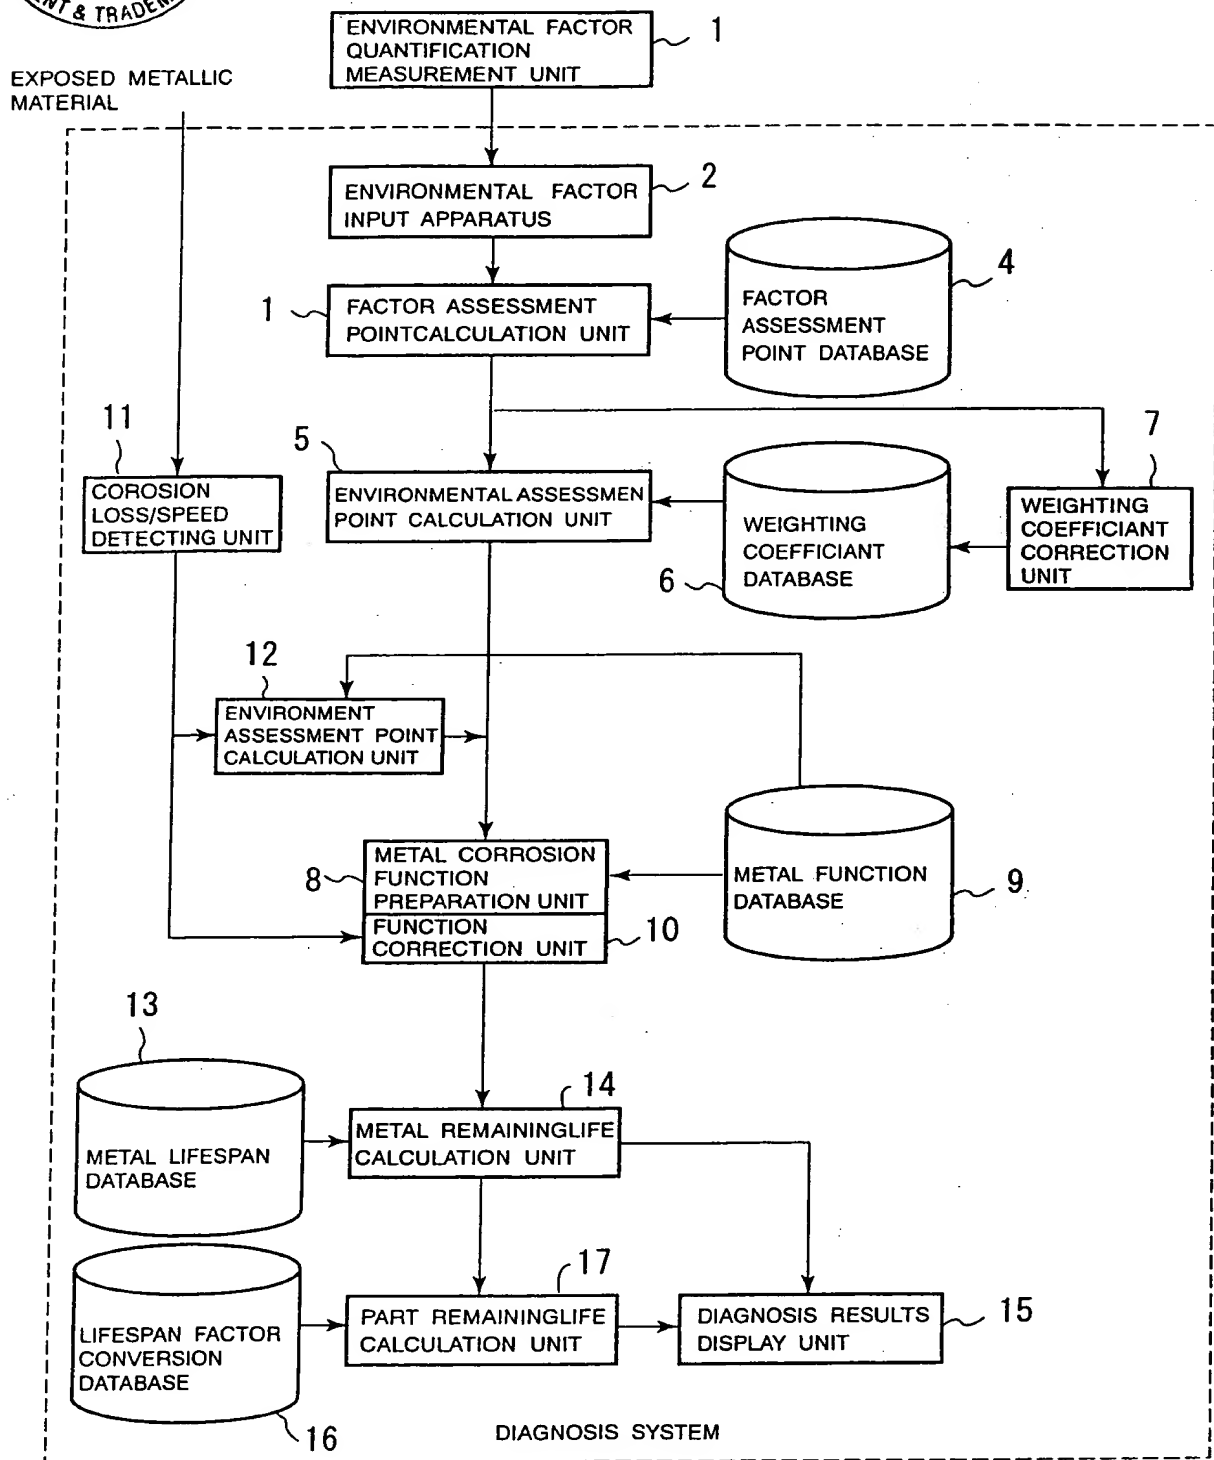 ENT & TRADEM
ENVIRONMENTAL FACTOR
QUANTIFICATION
MEASUREMENT UNIT
1
EXPOSED METALLIC
MATERIAL
ENVIRONMENTAL FACTOR
INPUT APPARATUS
2
1
FACTOR ASSESSMENT
POINTCALCULATION UNIT
FACTOR
ASSESSMENT
POINT DATABASE
4
11
COROSION
LOSS/SPEED
DETECTING UNIT
5
ENVIRONMENTAL ASSESSMEN
POINT CALCULATION UNIT
WEIGHTING
COEFFICIANT
DATABASE
6
7
WEIGHTING
COEFFICIANT
CORRECTION
UNIT
12
ENVIRONMENT
ASSESSMENT POINT
CALCULATION UNIT
8
METAL CORROSION
FUNCTION
PREPARATION UNIT
FUNCTION
CORRECTION UNIT
10
METAL FUNCTION
DATABASE
9
13
METAL LIFESPAN
DATABASE
14
METAL REMAININGLIFE
CALCULATION UNIT
LIFESPAN FACTOR
CONVERSION
DATABASE
16
17
PART REMAININGLIFE
CALCULATION UNIT
DIAGNOSIS RESULTS
DISPLAY UNIT
15
DIAGNOSIS SYSTEM